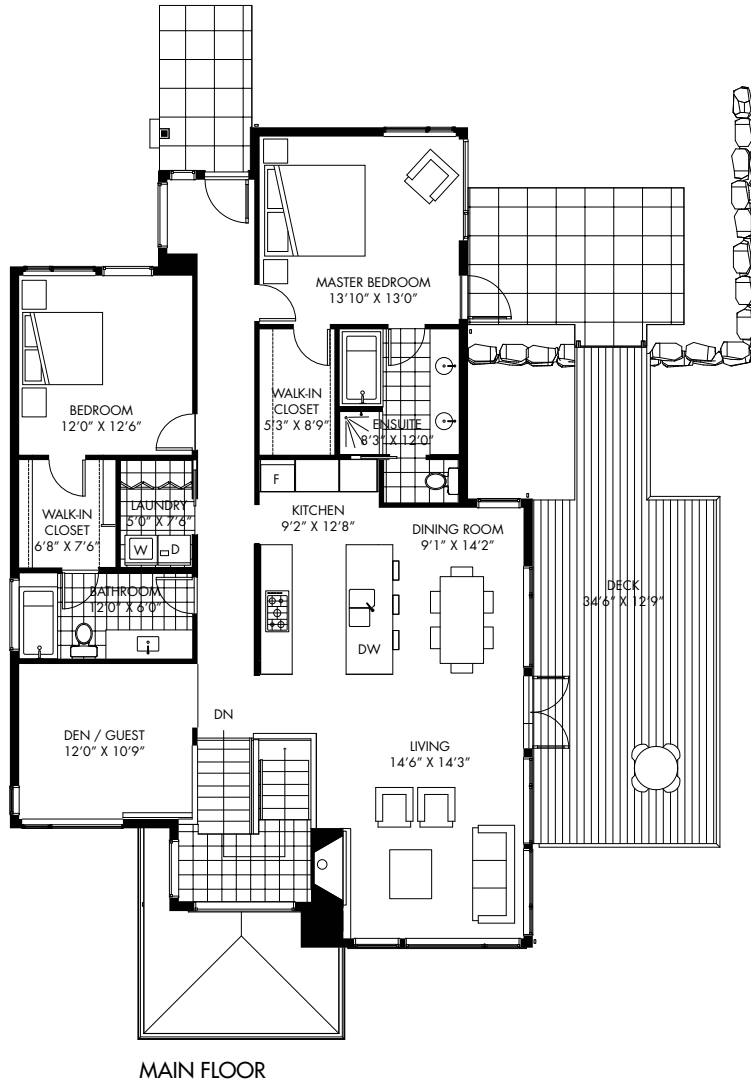 MASTER BEDROOM
13'10" X 13'0"
BEDROOM
12'0" X 12'6"
WALK-IN
CLOSET
5'3" X 8'9"
ENSUITE
8'3" X 12'0"
F
KITCHEN
9'2" X 12'8"
WALK-IN
CLOSET
6'8" X 7'6"
LAUNDRY
5'0" X 7'6"
W
D
DINING ROOM
9'1" X 14'2"
BATHROOM
12'0" X 6'0"
DECK
34'6" X 12'9"
DW
DN
DEN / GUEST
12'0" X 10'9"
LIVING
14'6" X 14'3"
MAIN FLOOR